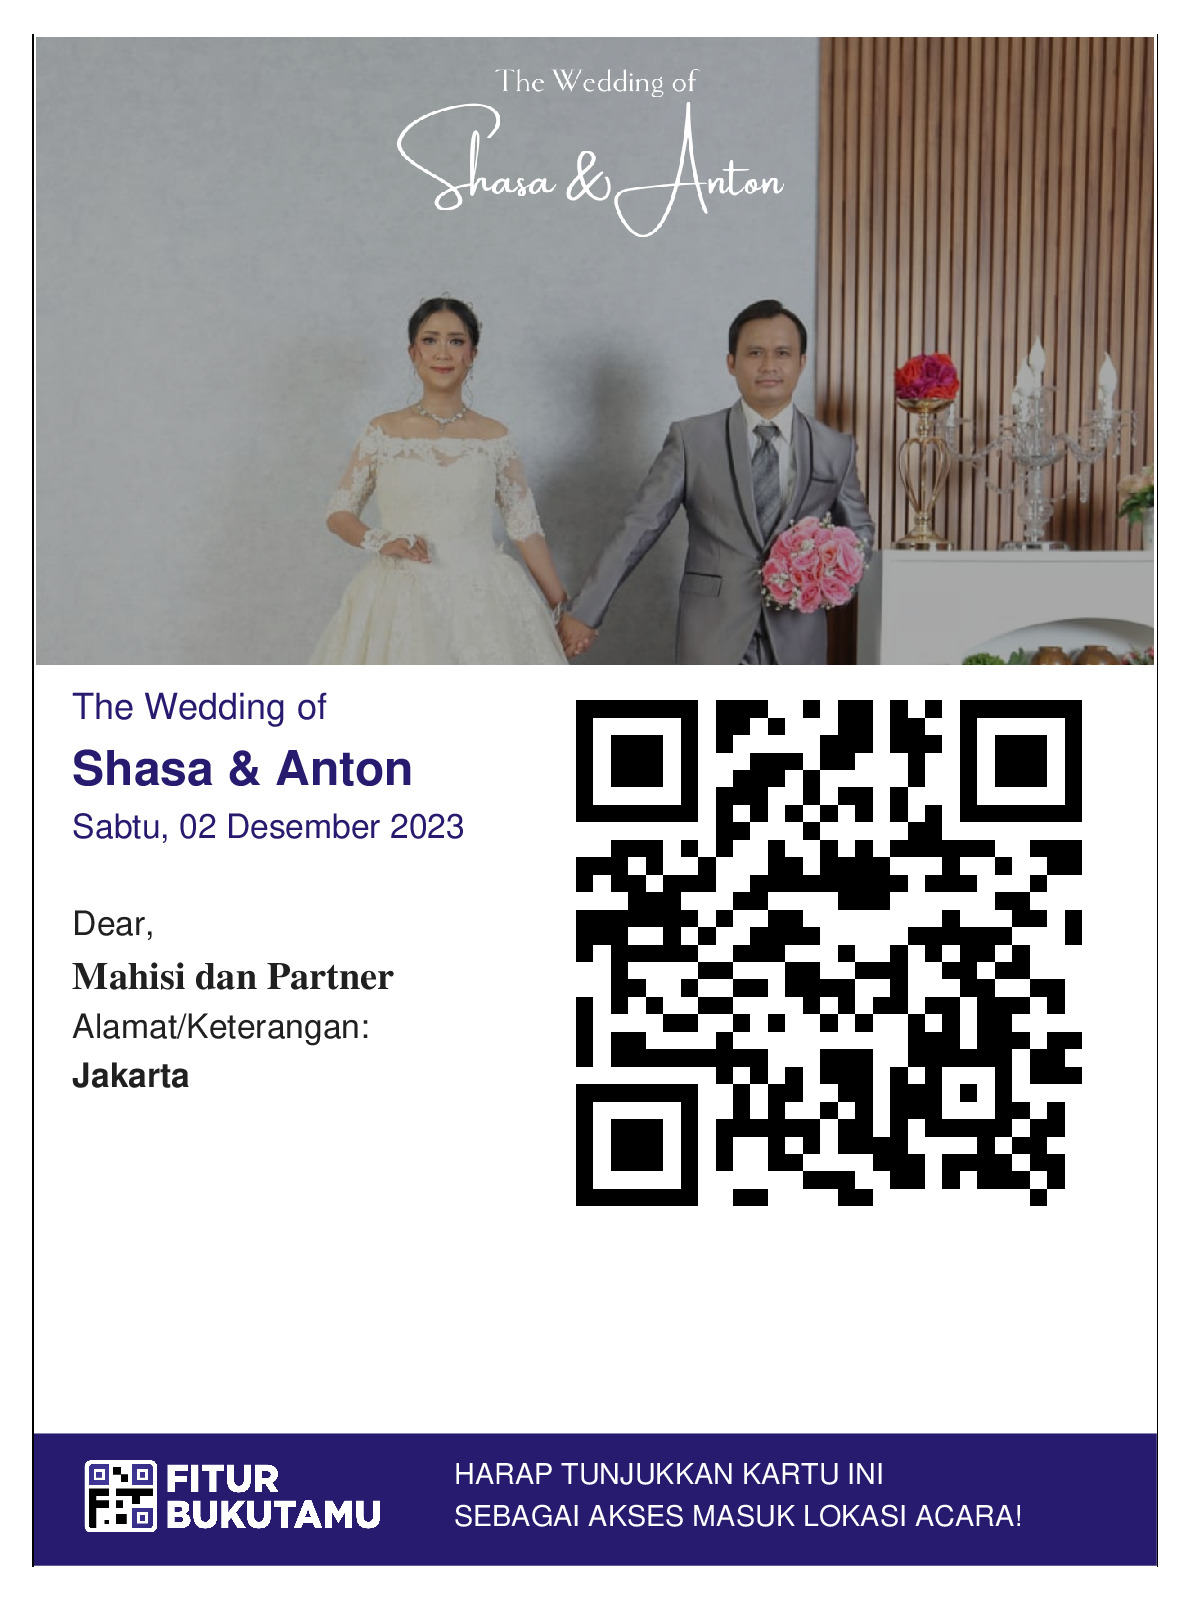 The Wedding of
Shasa & Anton
The Wedding of
Shasa & Anton
Sabtu, 02 Desember 2023
Dear,
Mahisi dan Partner
Alamat/Keterangan:
Jakarta
FITUR
BUKUTAMU
HARAP TUNJUKKAN KARTU INI
SEBAGAI AKSES MASUK LOKASI ACARA!